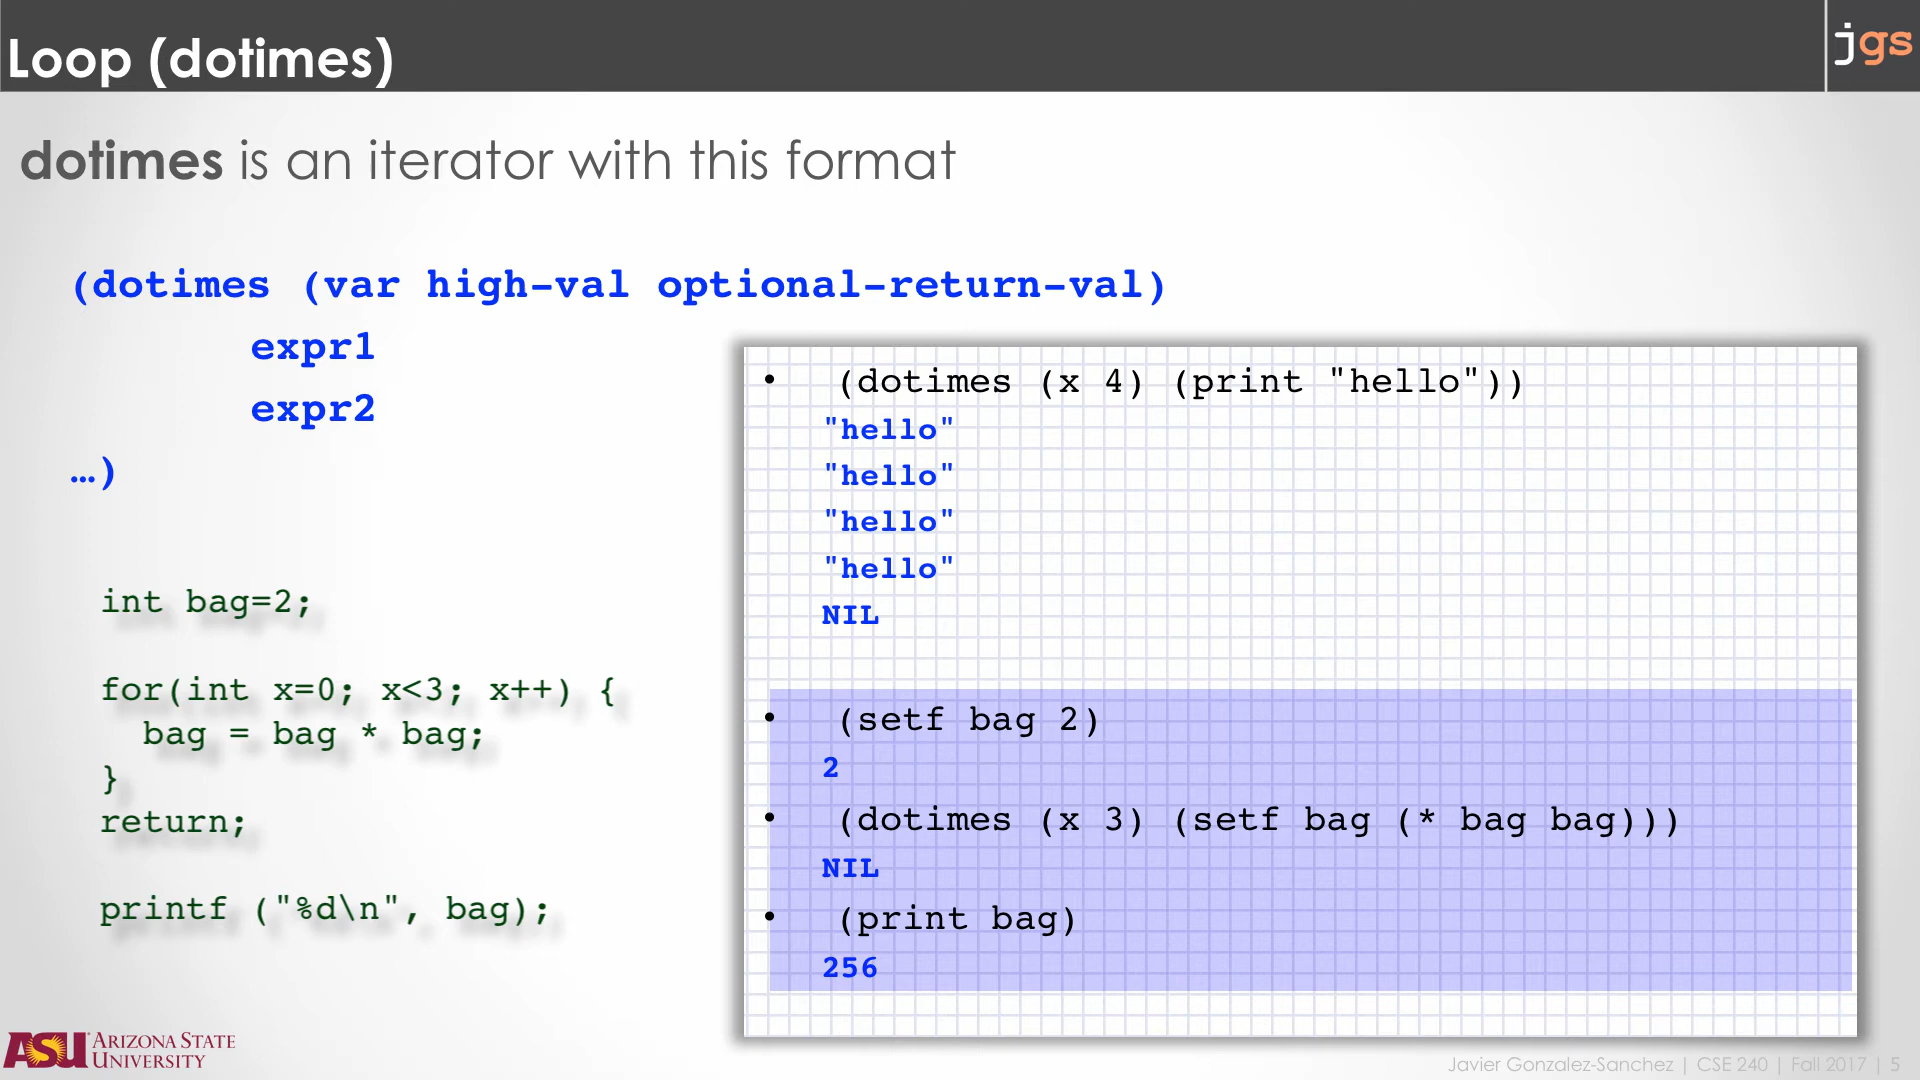 Loop (dotimes)
jgs
dotimes is an iterator with this format
(dotimes (var high-val optional-return-val)
expr1
expr2
…)
int bag=2;
for(int x=0; x<3; x++) {
bag = bag * bag;
}
return;
printf ("%d\n", bag);
• (dotimes (x 4) (print "hello"))
"hello"
"hello"
"hello"
"hello"
NIL
• (setf bag 2)
2
• (dotimes (x 3) (setf bag (* bag bag)))
NIL
• (print bag)
256
ASU ARIZONA STATE
UNIVERSITY
Javier Gonzalez-Sanchez | CSE 240 | Fall 2017 | 5